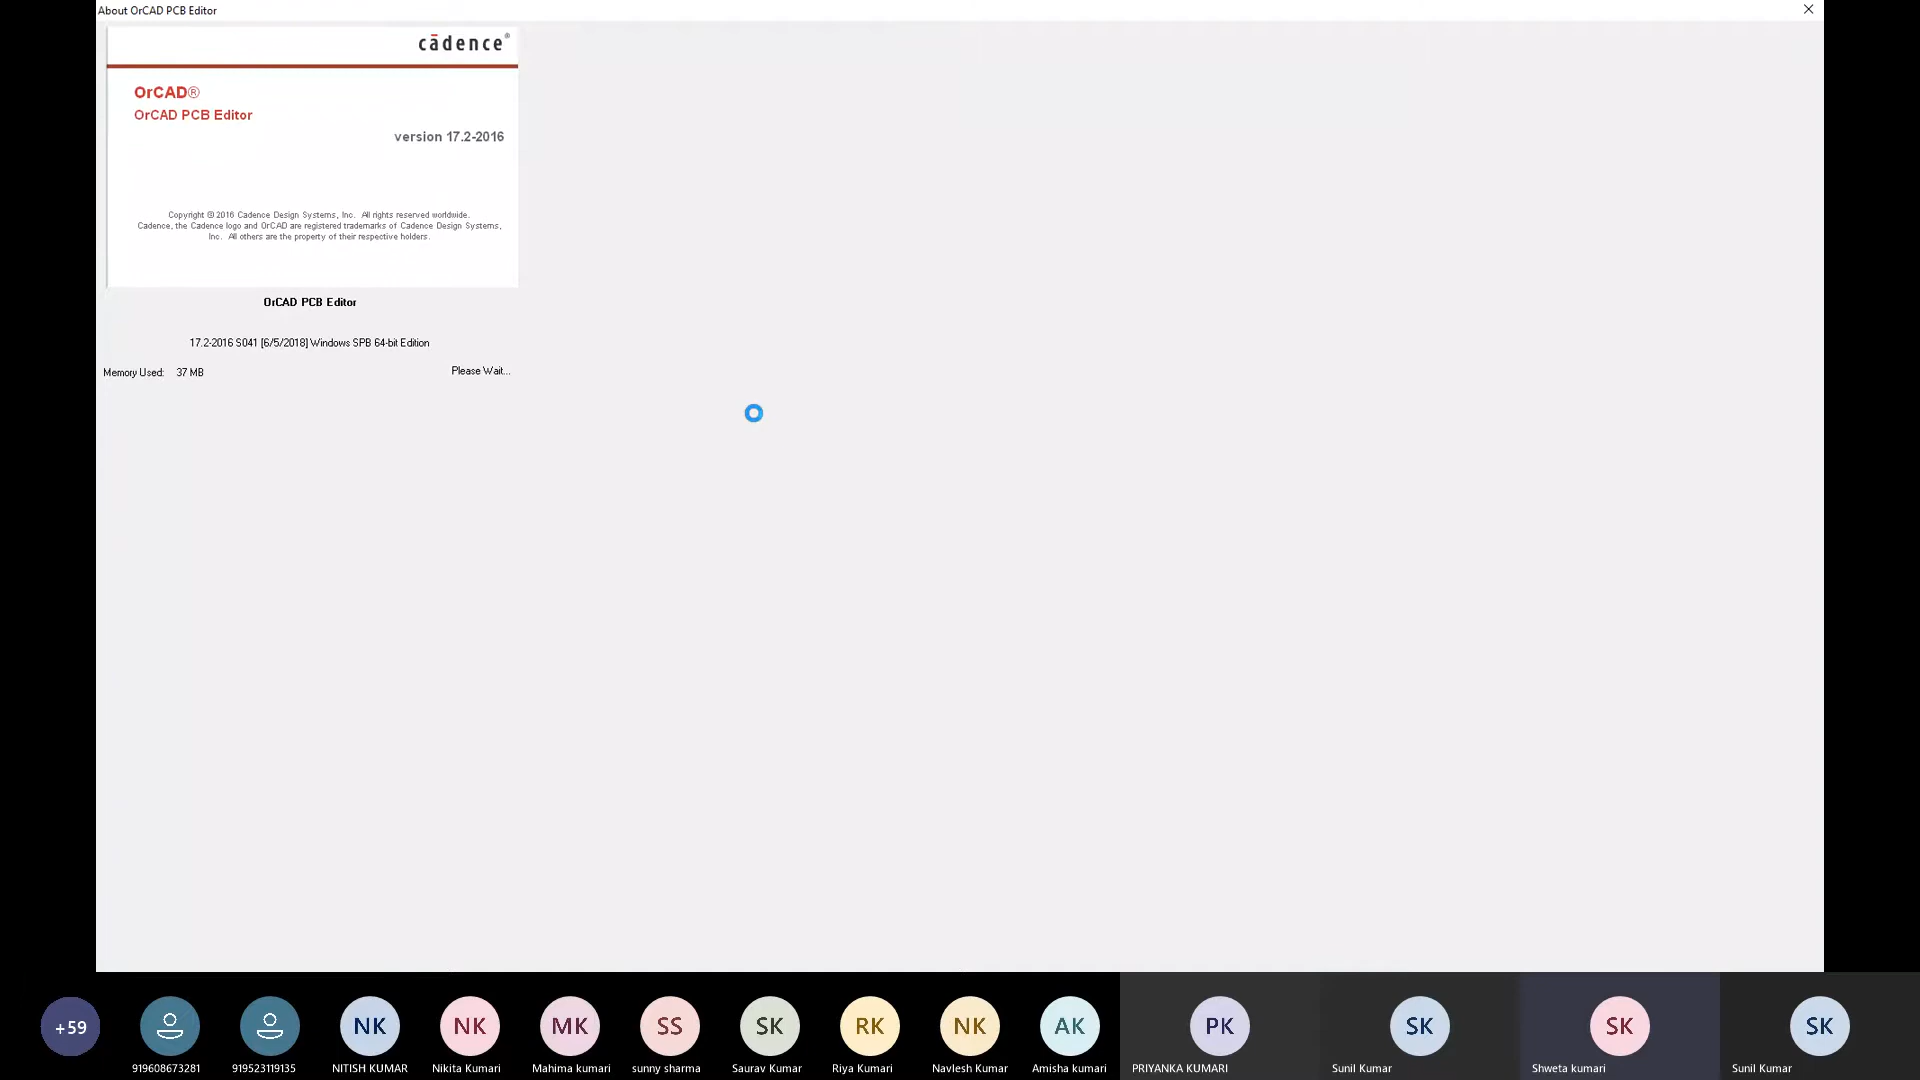 About OrCAD PCB Editor
cādence®
OrCAD®
OrCAD PCB Editor
version 17.2-2016
Copyright © 2016 Cadence Design Systems, Inc. All rights reserved worldwide.
Cadence, the Cadence logo and OrCAD are registered trademarks of Cadence Design Systems,
Inc. All others are the property of their respective holders.
OrCAD PCB Editor
17.2-2016 S041 [6/5/2018] Windows SPB 64-bit Edition
Memory Used: 37 MB
Please Wait...
+59
NK
NK
MK
SS
SK
RK
NK
AK
PK
SK
SK
SK
919608673281
919523119135
NITISH KUMAR
Nikita Kumari
Mahima kumari
sunny sharma
Saurav Kumar
Riya Kumari
Navlesh Kumar
Amisha kumari
PRIYANKA KUMARI
Sunil Kumar
Shweta kumari
Sunil Kumar